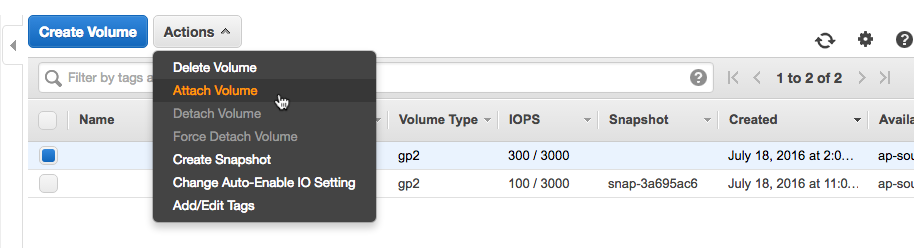 Create Volume Actions
Delete Volume
Filter by tags a 1 to 2 of 2
Attach Volume
Detach Volume
Name Volume Type IOPS Snapshot Created Availa
Force Detach Volume
Create Snapshot gp2 300 / 3000 July 18, 2016 at 2:0... ap-sou
Change Auto-Enable IO Setting gp2 100 / 3000 snap-3a695ac6 July 18, 2016 at 11:0... ap-sou
Add/Edit Tags